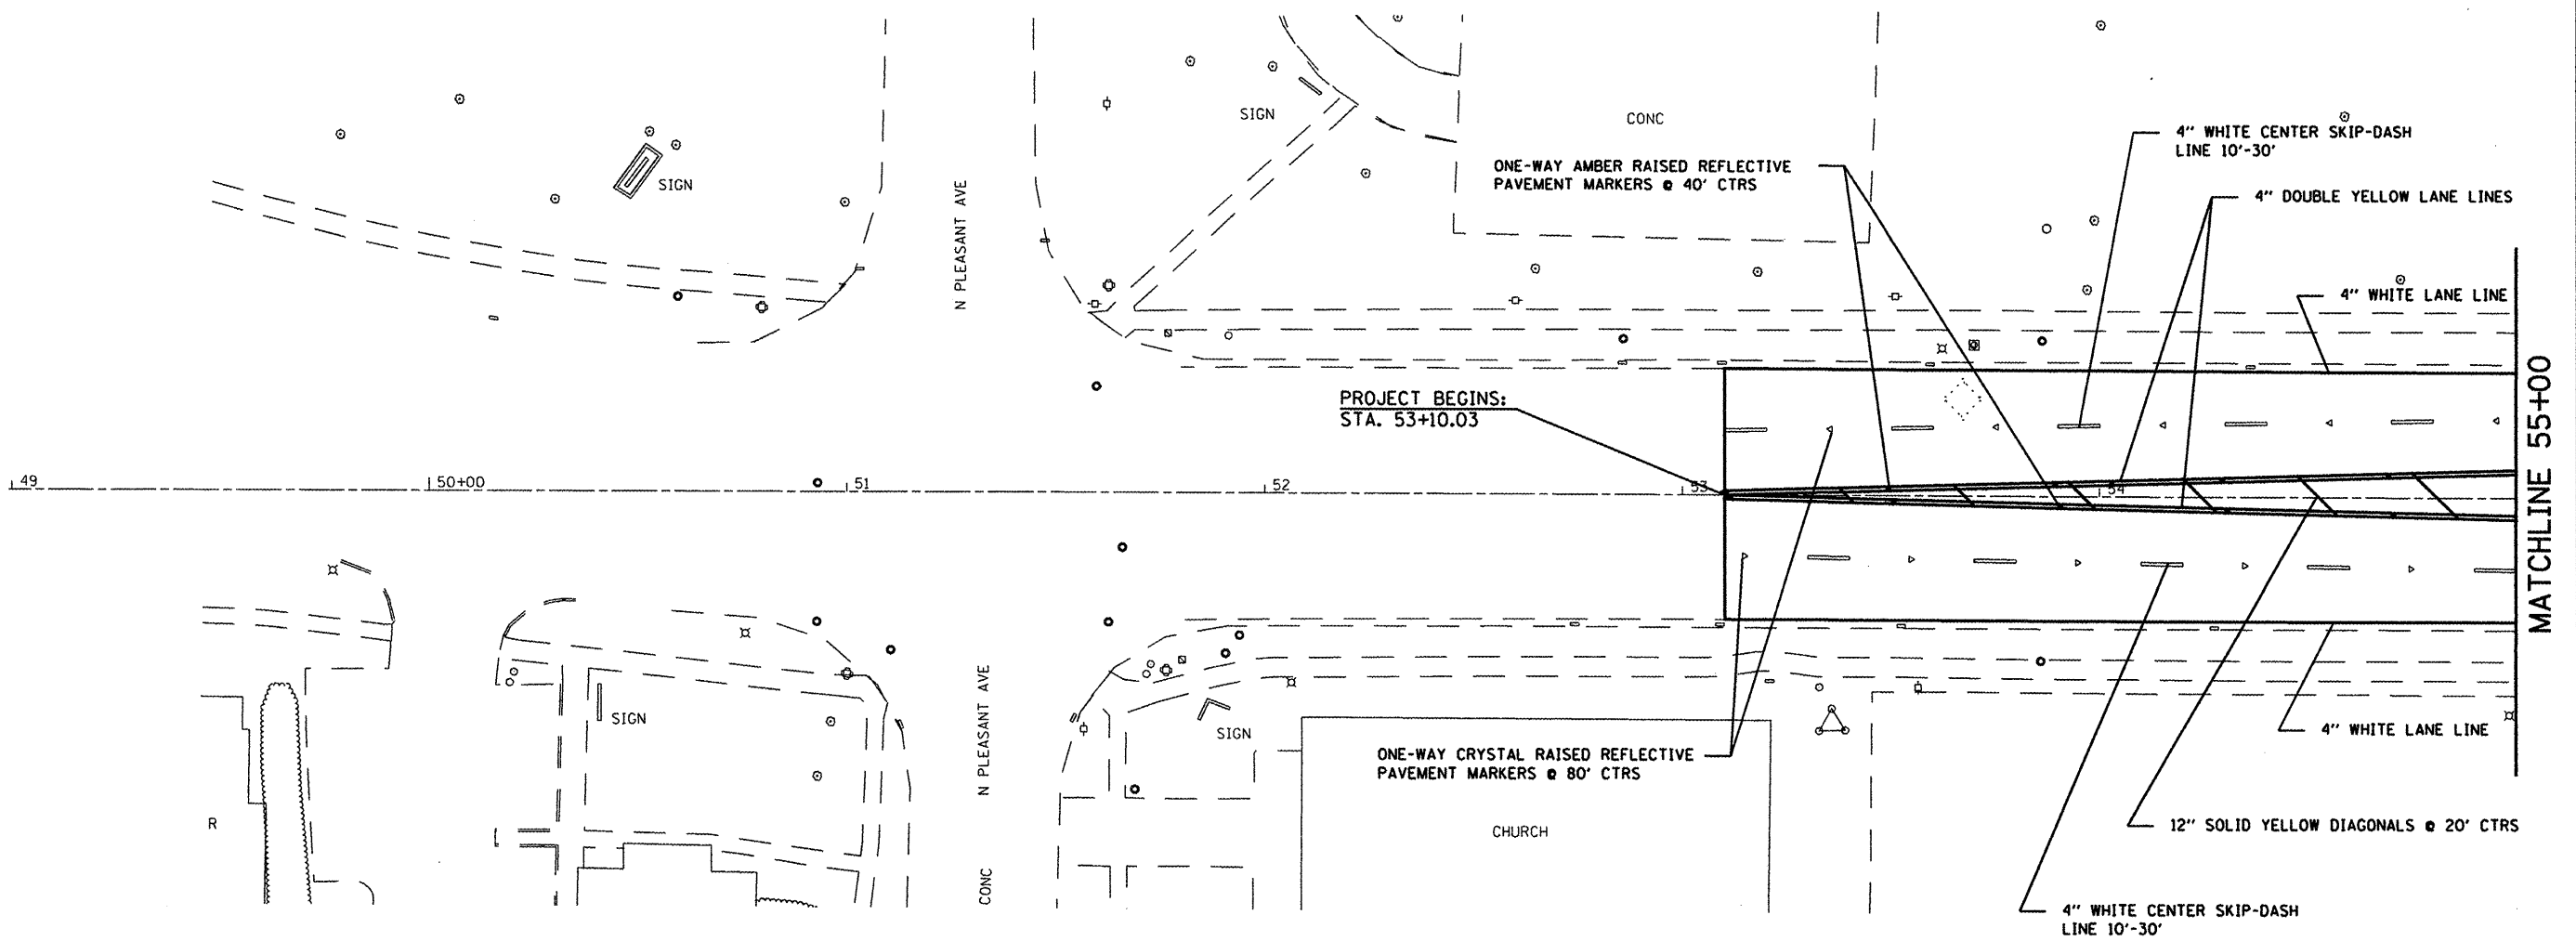 4" WHITE CENTER SKIP-DASH
LINE 10'-30'
SIGN
CONC
ONE-WAY AMBER RAISED REFLECTIVE
PAVEMENT MARKERS @ 40' CTRS
SIGN
4" DOUBLE YELLOW LANE LINES
N PLEASANT AVE
4" WHITE LANE LINE
PROJECT BEGINS:
STA. 53+10.03
MATCHLINE 55+00
49
50+00
51
52
53
54
SIGN
N PLEASANT AVE
SIGN
4" WHITE LANE LINE
ONE-WAY CRYSTAL RAISED REFLECTIVE
PAVEMENT MARKERS @ 80' CTRS
R
CHURCH
12" SOLID YELLOW DIAGONALS @ 20' CTRS
CONC
4" WHITE CENTER SKIP-DASH
LINE 10'-30'